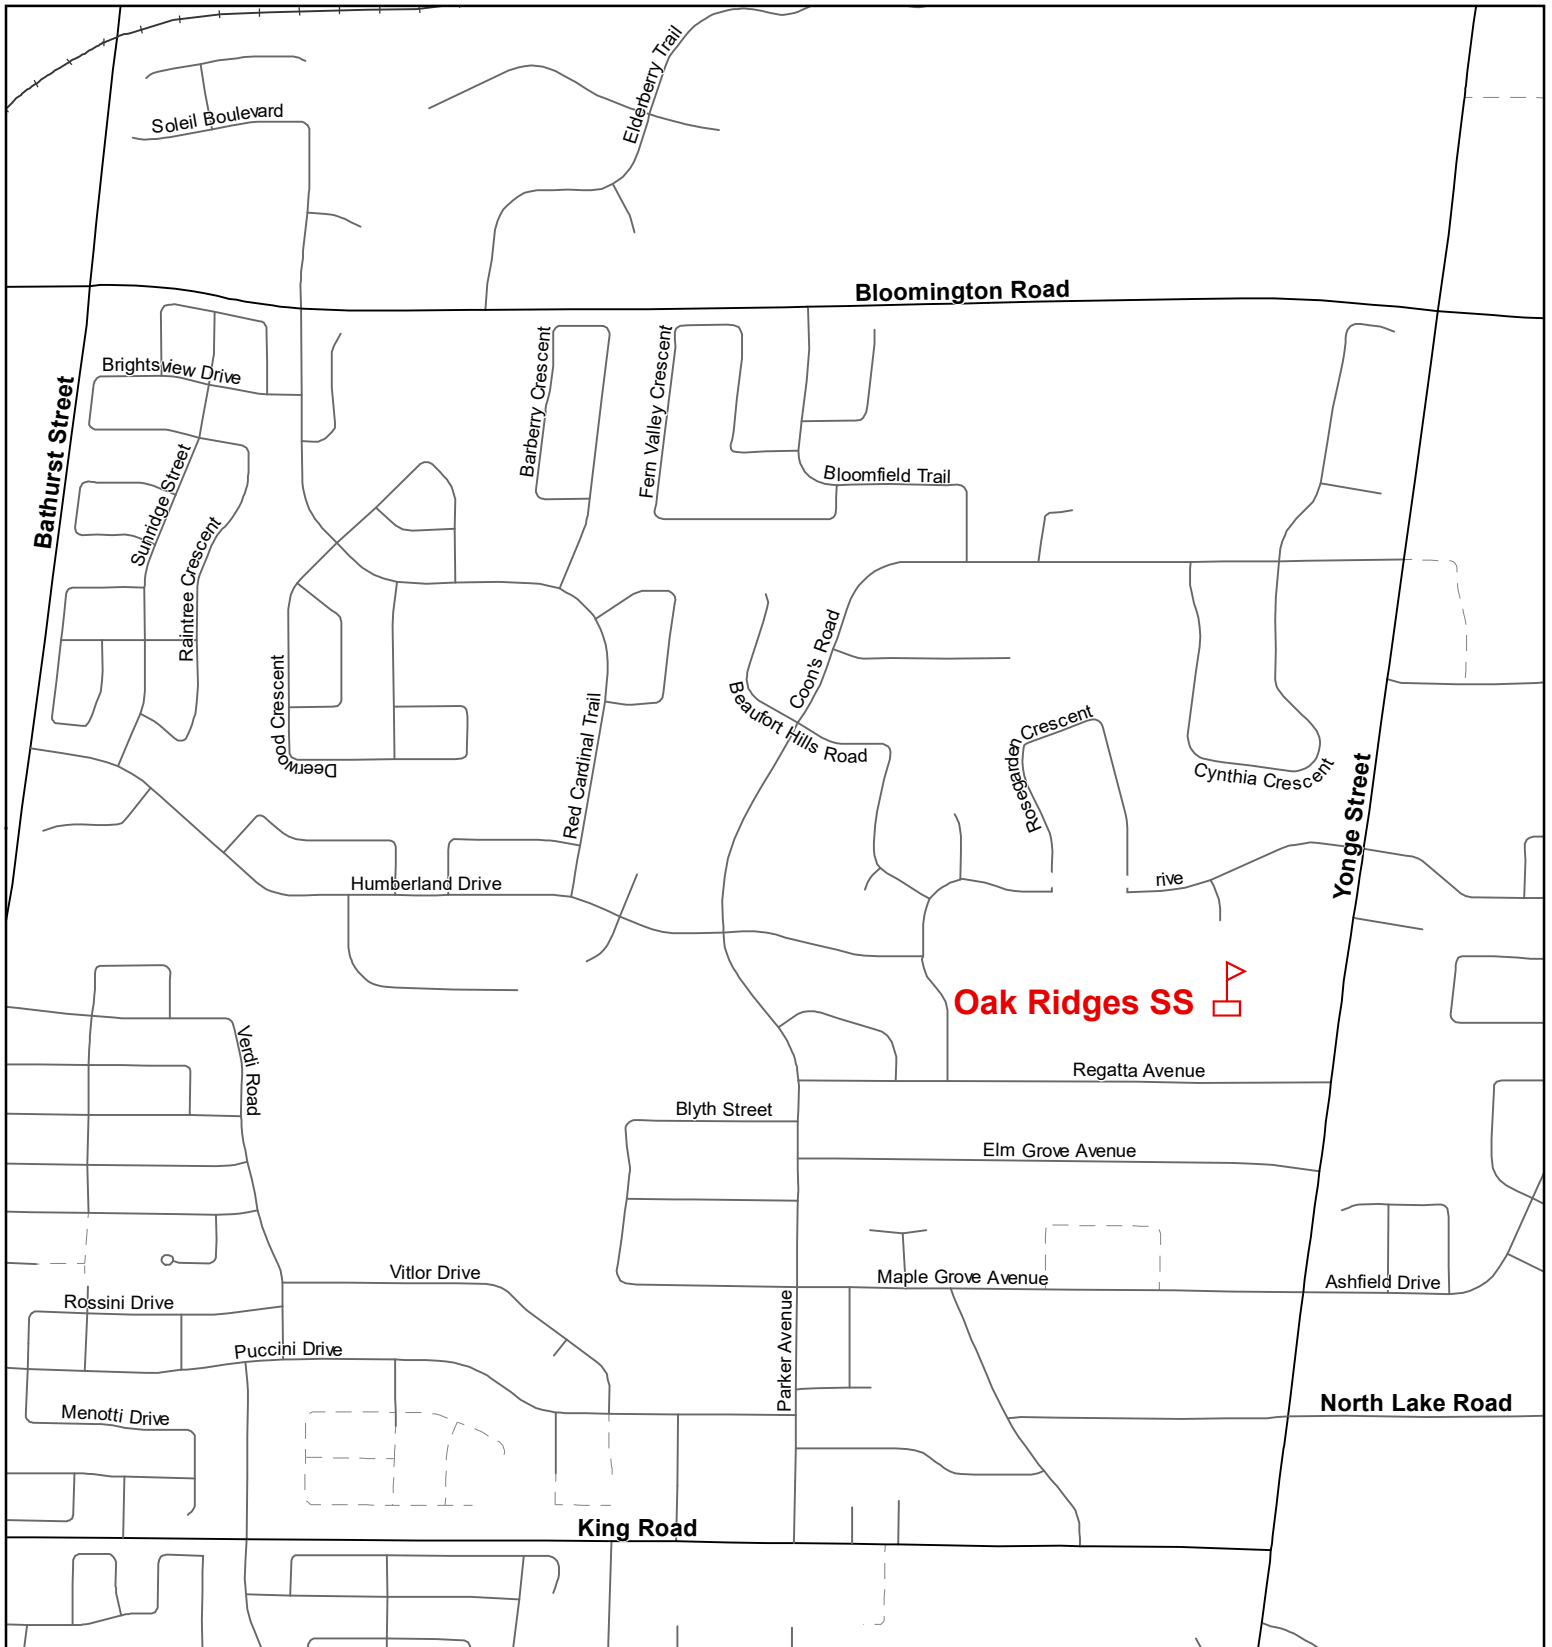 Elderberry Trail
Soleil Boulevard
Bloomington Road
Brightsview Drive
Bathurst Street
Barberry Crescent
Fern Valley Crescent
Sunridge Street
Bloomfield Trail
Raintree Crescent
Coon's Road
Deerwood Crescent
Beaufort Hills Road
Red Cardinal Trail
Rosegarden Crescent
Cynthia Crescent
Yonge Street
Humberland Drive
rive
Oak Ridges SS
Verdi Road
Regatta Avenue
Blyth Street
Elm Grove Avenue
Vitlor Drive
Maple Grove Avenue
Ashfield Drive
Rossini Drive
Parker Avenue
Puccini Drive
North Lake Road
Menotti Drive
King Road